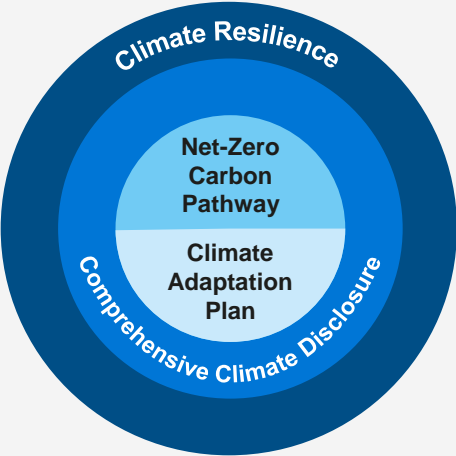 Climate Resilience
Net-Zero
Carbon
Pathway
Climate
Adaptation
Plan
Comprehensive Climate Disclosure